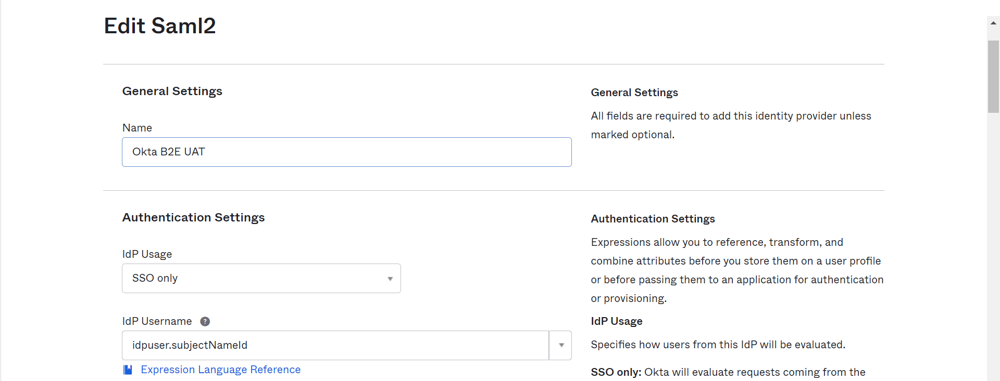 Edit Saml2
General Settings
Name
Okta B2E UAT
General Settings
All fields are required to add this identity provider unless
marked optional.
Authentication Settings
IdP Usage
SSO only
IdP Username
idpuser.subjectNameId
Expression Language Reference
Authentication Settings
Expressions allow you to reference, transform, and
combine attributes before you store them on a user profile
or before passing them to an application for authentication
or provisioning.
IdP Usage
Specifies how users from this IdP will be evaluated.
SSO only: Okta will evaluate requests coming from the